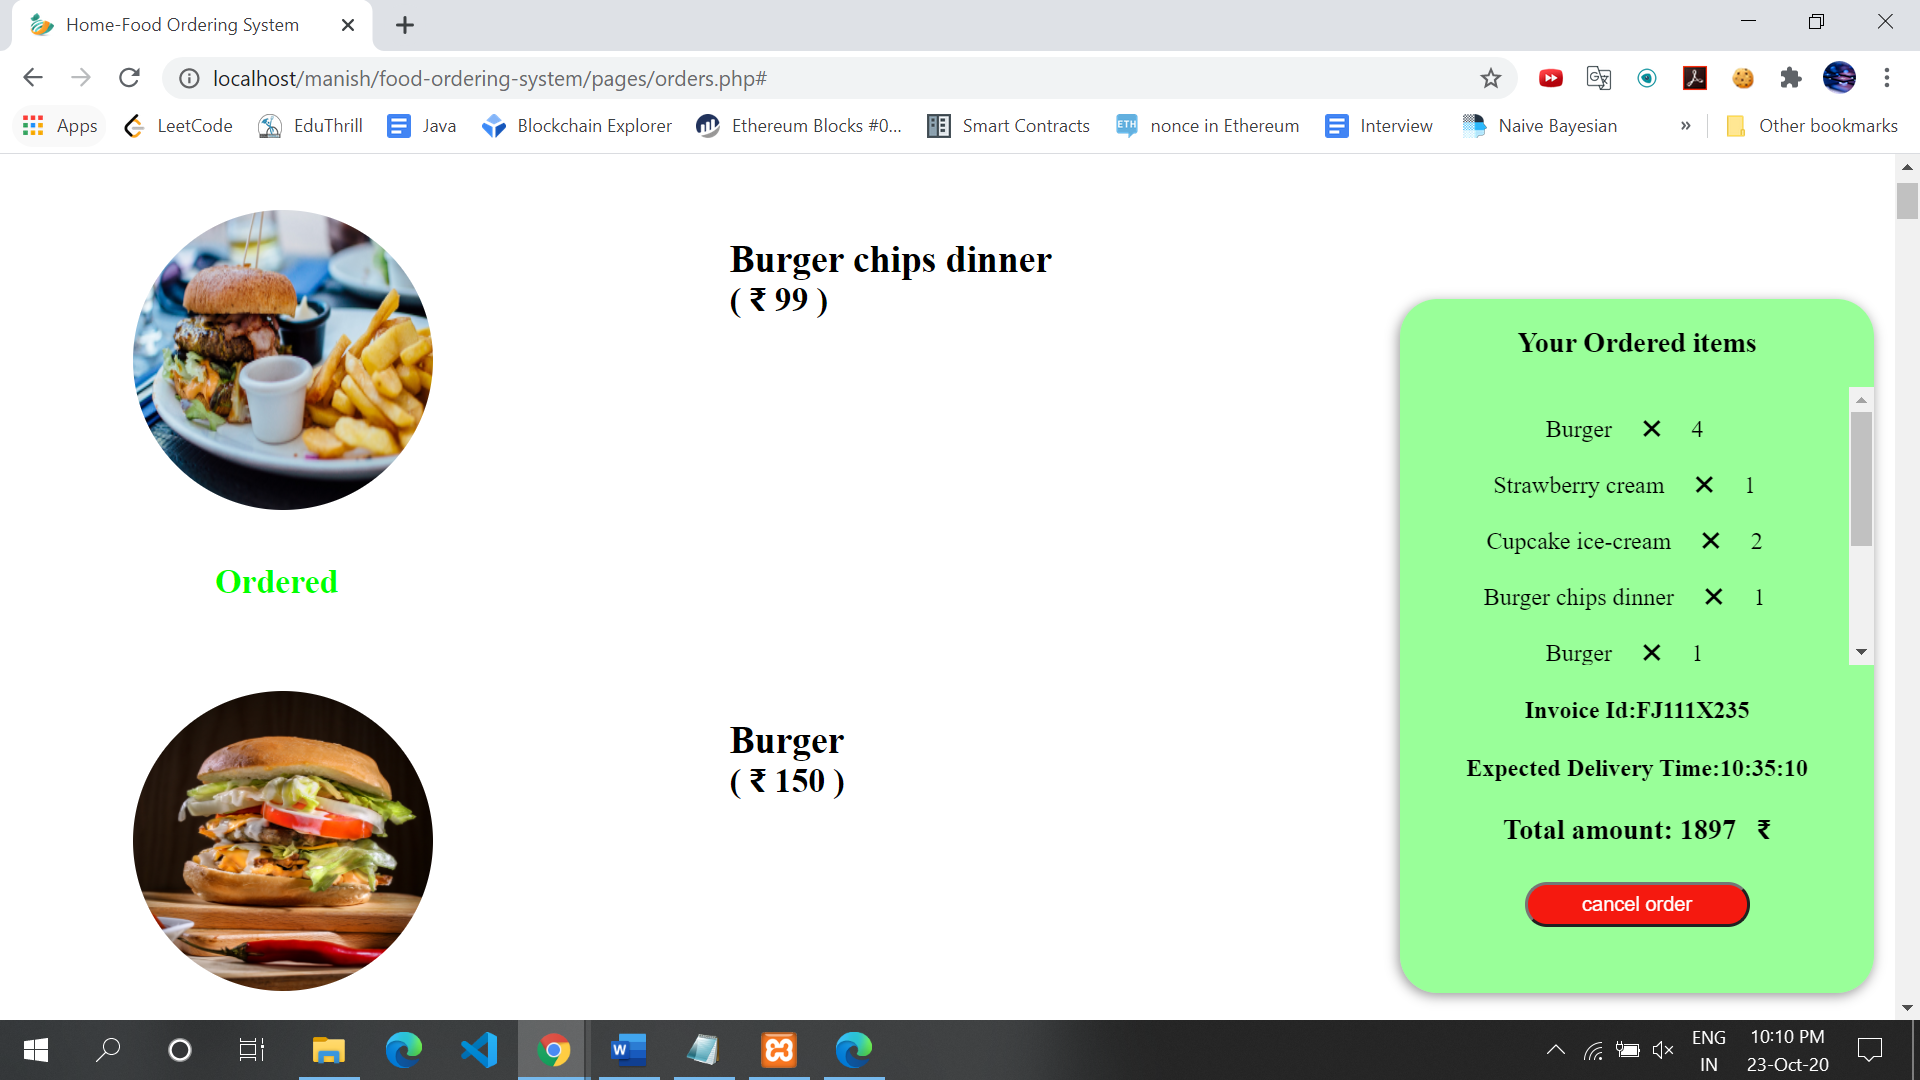 Home-Food Ordering System
localhost/manish/food-ordering-system/pages/orders.php#
Apps LeetCode EduThrill Java Blockchain Explorer Ethereum Blocks #0... Smart Contracts ETH nonce in Ethereum Interview Naive Bayesian » Other bookmarks
Burger chips dinner
( ₹ 99 )
Ordered
Burger
( ₹ 150 )
Your Ordered items
Burger ✕ 4
Strawberry cream ✕ 1
Cupcake ice-cream ✕ 2
Burger chips dinner ✕ 1
Burger ✕ 1
Invoice Id:FJ111X235
Expected Delivery Time:10:35:10
Total amount: 1897 ₹
cancel order
ENG
IN
10:10 PM
23-Oct-20